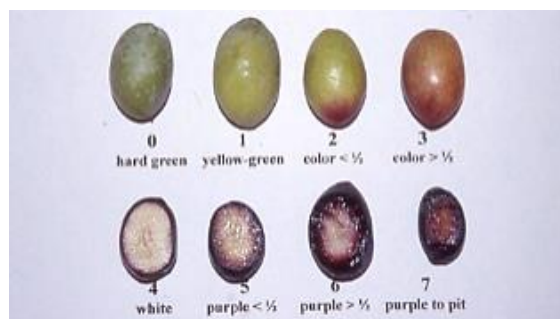 0 1 2 3
hard green yellow-green color < ½ color > ½
4 5 6 7
white purple < ½ purple > ½ purple to pit